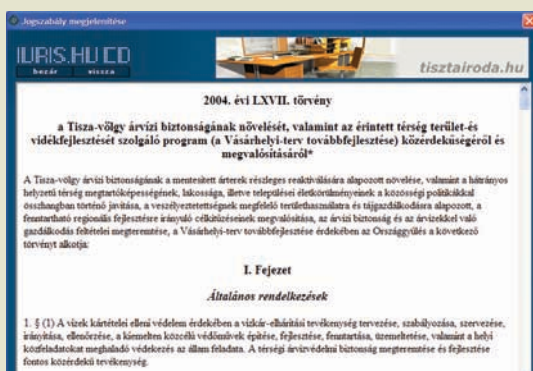 Jogszabály megjelenítése
IURIS.HU CD
bezár vissza
tisztairoda.hu
2004. évi LXVII. törvény
a Tisza-völgy árvízi biztonságának növelését, valamint az érintett térség terület-és
vidékfejlesztését szolgáló program (a Vásárhelyi-terv továbbfejlesztése) közérdekűségéről és
megvalósításáról*
A Tisza-völgy árvízi biztonságának a mentesített árterek részleges reaktiválására alapozott növelése, valamint a hátrányos
helyzetű térség megtartóképességének, lakossága, illetve települései életkörülményeinek a közösségi politikákkal
összhangban történő javítása, a veszélyeztetettségnek megfelelő területhasználatra és tájgazdálkodásra alapozott, a
fenntartható regionális fejlesztésre irányuló célkitűzéseinek megvalósítása, az árvízi biztonság és az árvizekkel való
gazdálkodás feltételei megteremtése, a Vásárhelyi-terv továbbfejlesztése érdekében az Országgyűlés a következő
törvényt alkotja:
I. Fejezet
Általános rendelkezések
1. § (1) A vizek kártételei elleni védelem érdekében a vízkár-elhárítási tevékenység tervezése, szabályozása, szervezése,
irányítása, ellenőrzése, a kiemelten közcélú védőművek építése, fejlesztése, fenntartása, üzemeltetése, valamint a helyi
közfeladatokat meghaladó védekezés az állam feladata. A térségi árvízvédelmi biztonság megteremtése és fejlesztése
fontos közérdekű tevékenység.